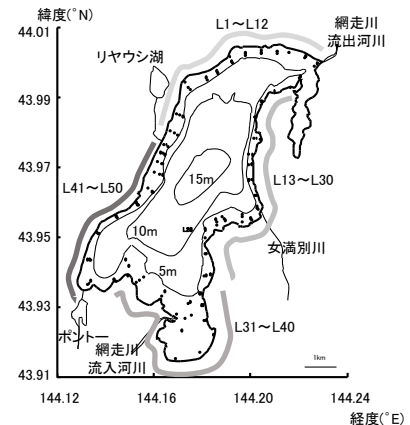 緯度(°N)
44.01
43.99
43.97
43.95
43.93
43.91
L1～L12
網走川
流出河川
リヤウシ湖
L41～L50
15m
L13～L30
10m
5m
女満別川
ポントー
網走川
流入河川
L31～L40
1km
144.12
144.16
144.20
144.24
経度(°E)